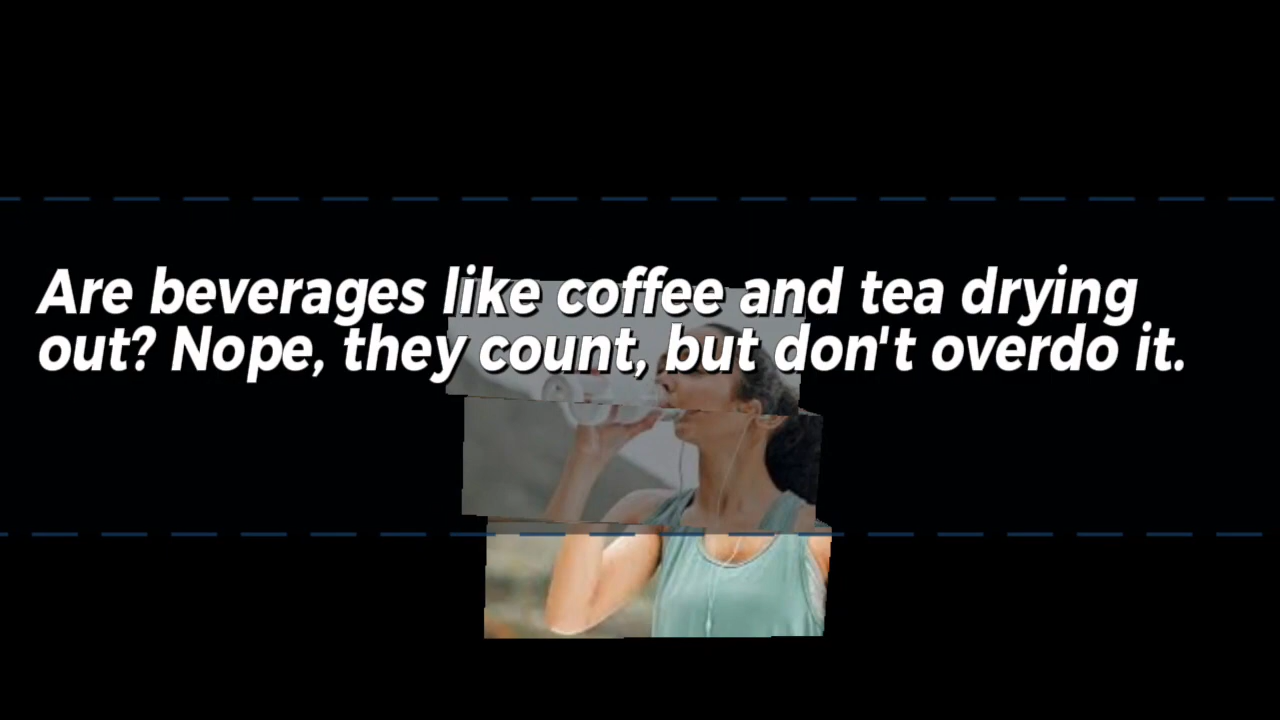 Are beverages like coffee and tea drying
out? Nope, they count, but don't overdo it.